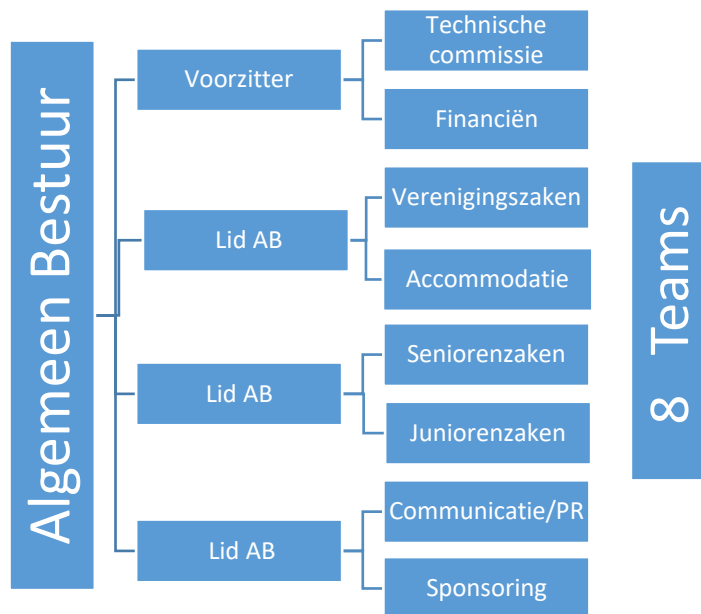 Algemeen Bestuur
Voorzitter
Technische
commissie
Financiën
Lid AB
Verenigingszaken
Accommodatie
Lid AB
Seniorenzaken
Juniorenzaken
Lid AB
Communicatie/PR
Sponsoring
8 Teams